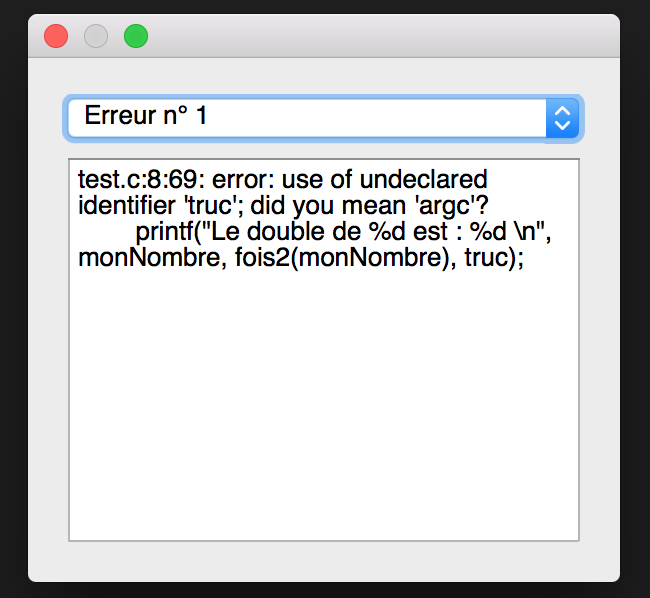 Erreur n° 1
test.c:8:69: error: use of undeclared
identifier 'truc'; did you mean 'argc'?
printf("Le double de %d est : %d \n",
monNombre, fois2(monNombre), truc);